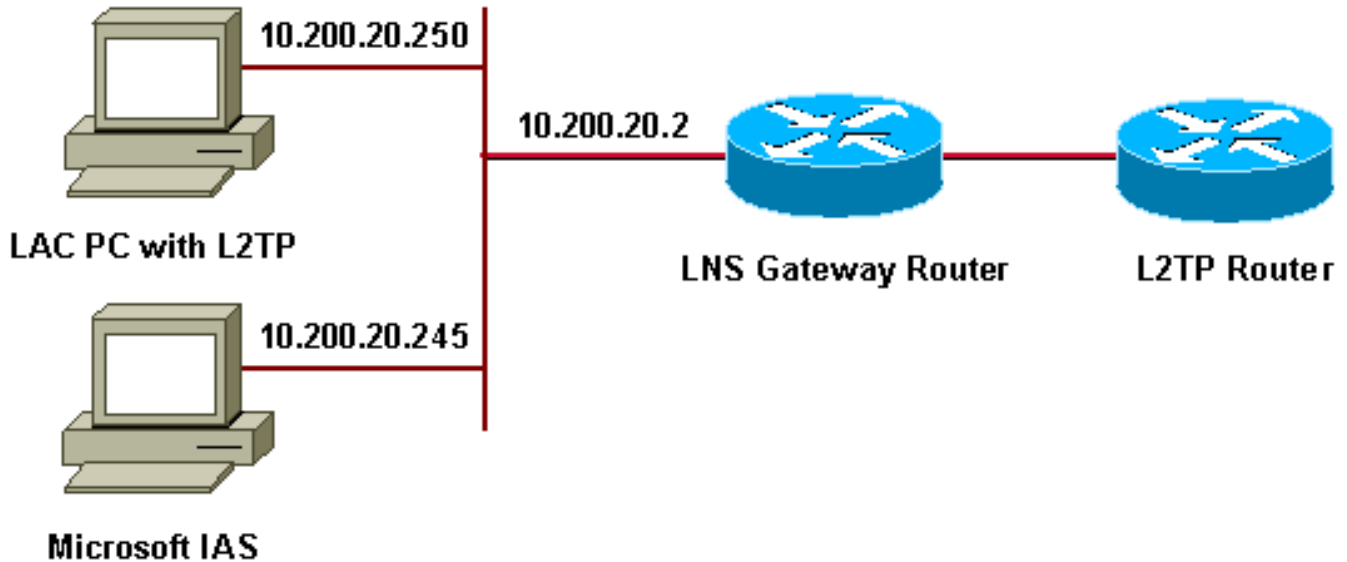 10.200.20.250
10.200.20.2
LAC PC with L2TP
LNS Gateway Router
L2TP Router
10.200.20.245
Microsoft IAS